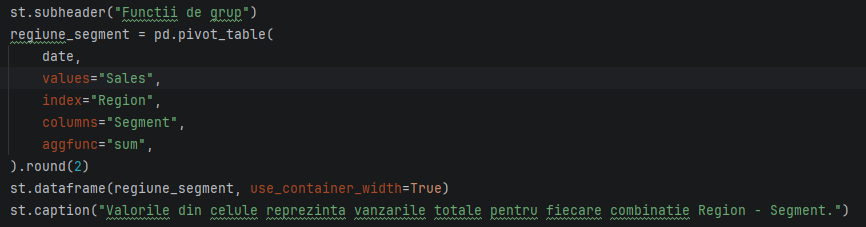 st.subheader("Functii de grup")
regiune_segment = pd.pivot_table(
    date,
    values="Sales",
    index="Region",
    columns="Segment",
    aggfunc="sum",
).round(2)
st.dataframe(regiune_segment, use_container_width=True)
st.caption("Valorile din celule reprezinta vanzarile totale pentru fiecare combinatie Region - Segment.")